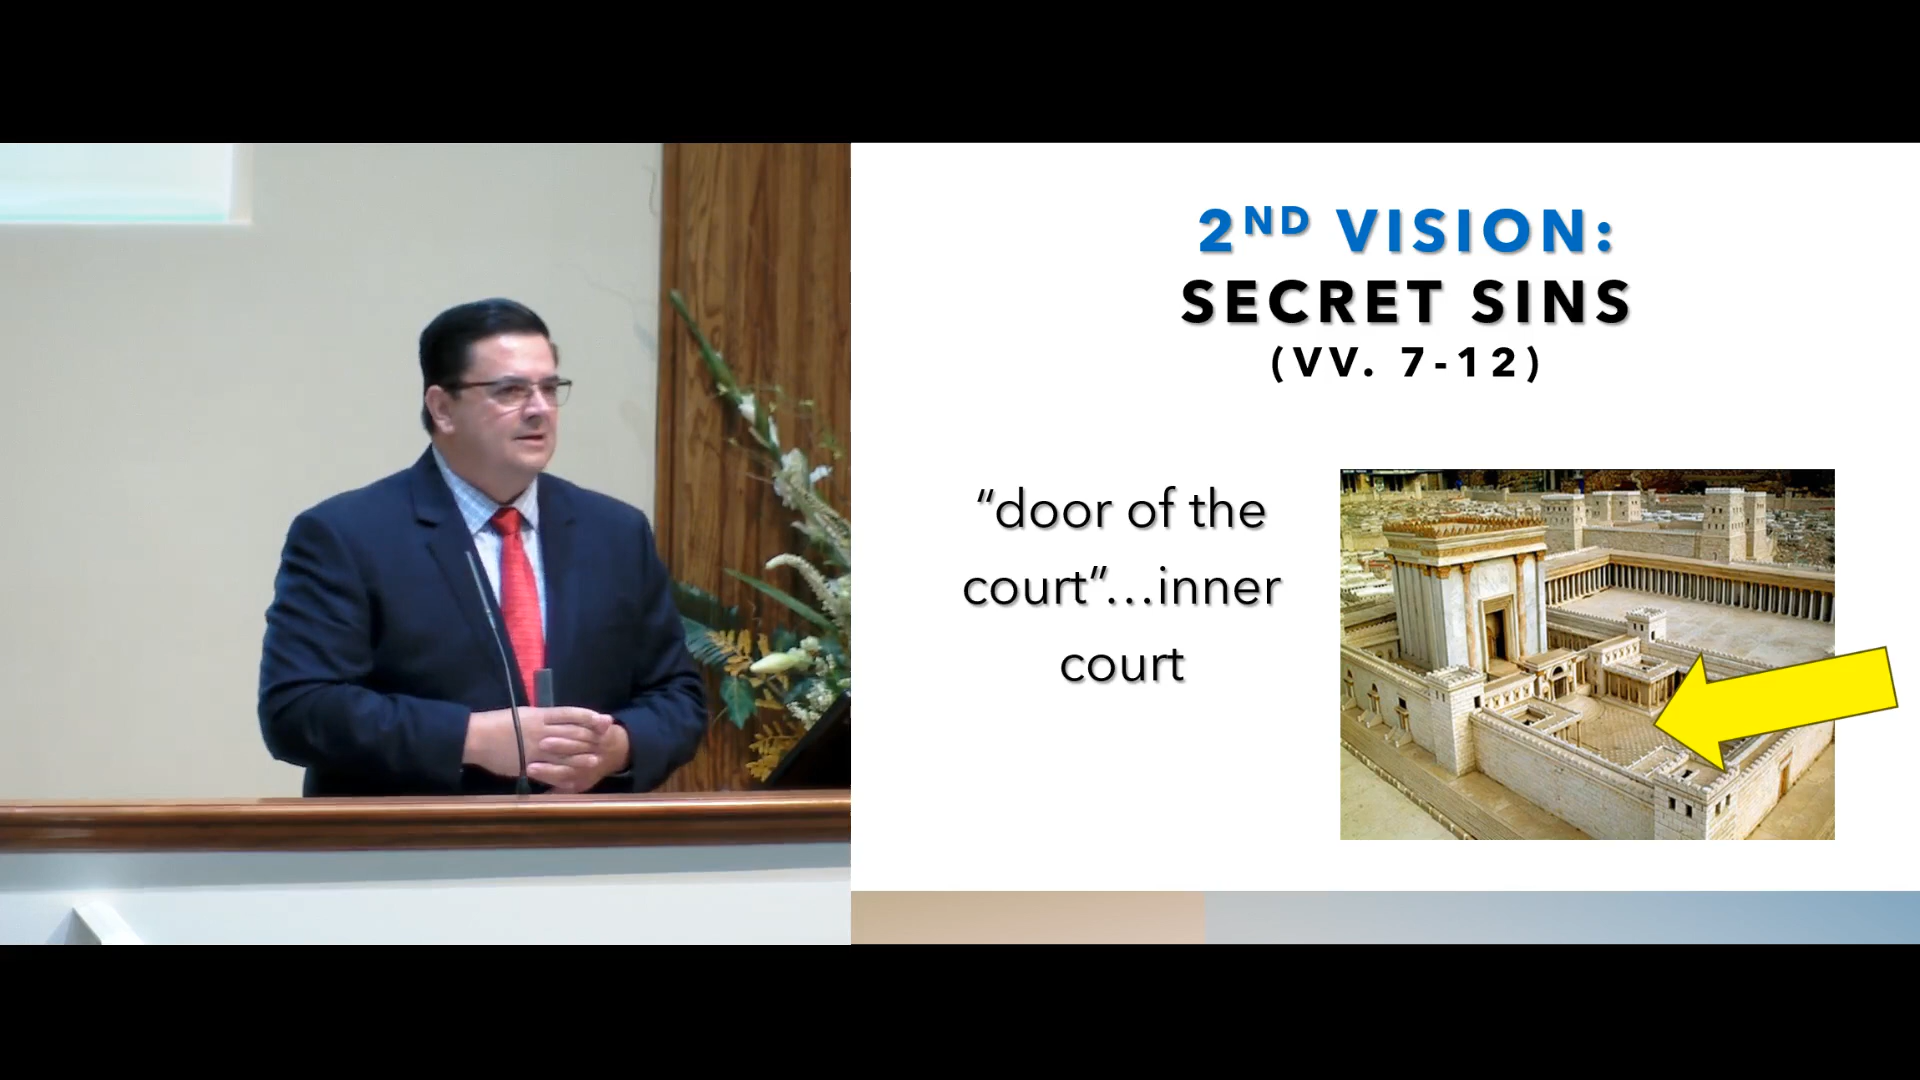 2ND VISION:
SECRET SINS
(VV. 7-12)
“door of the
court”...inner
court